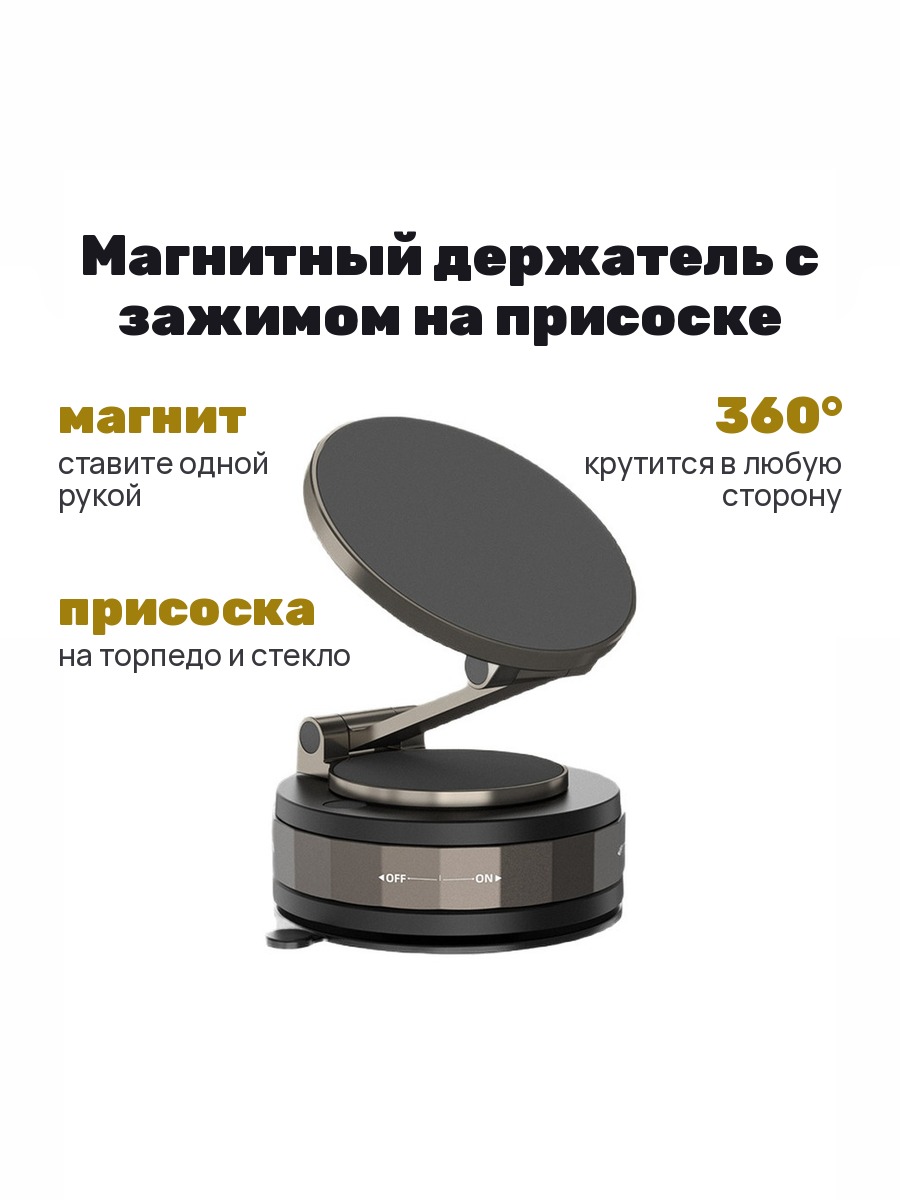 Магнитный держатель с
зажимом на присоске
магнит
ставите одной
рукой
360°
крутится в любую
сторону
присоска
на торпедо и стекло
◄OFF
ON►